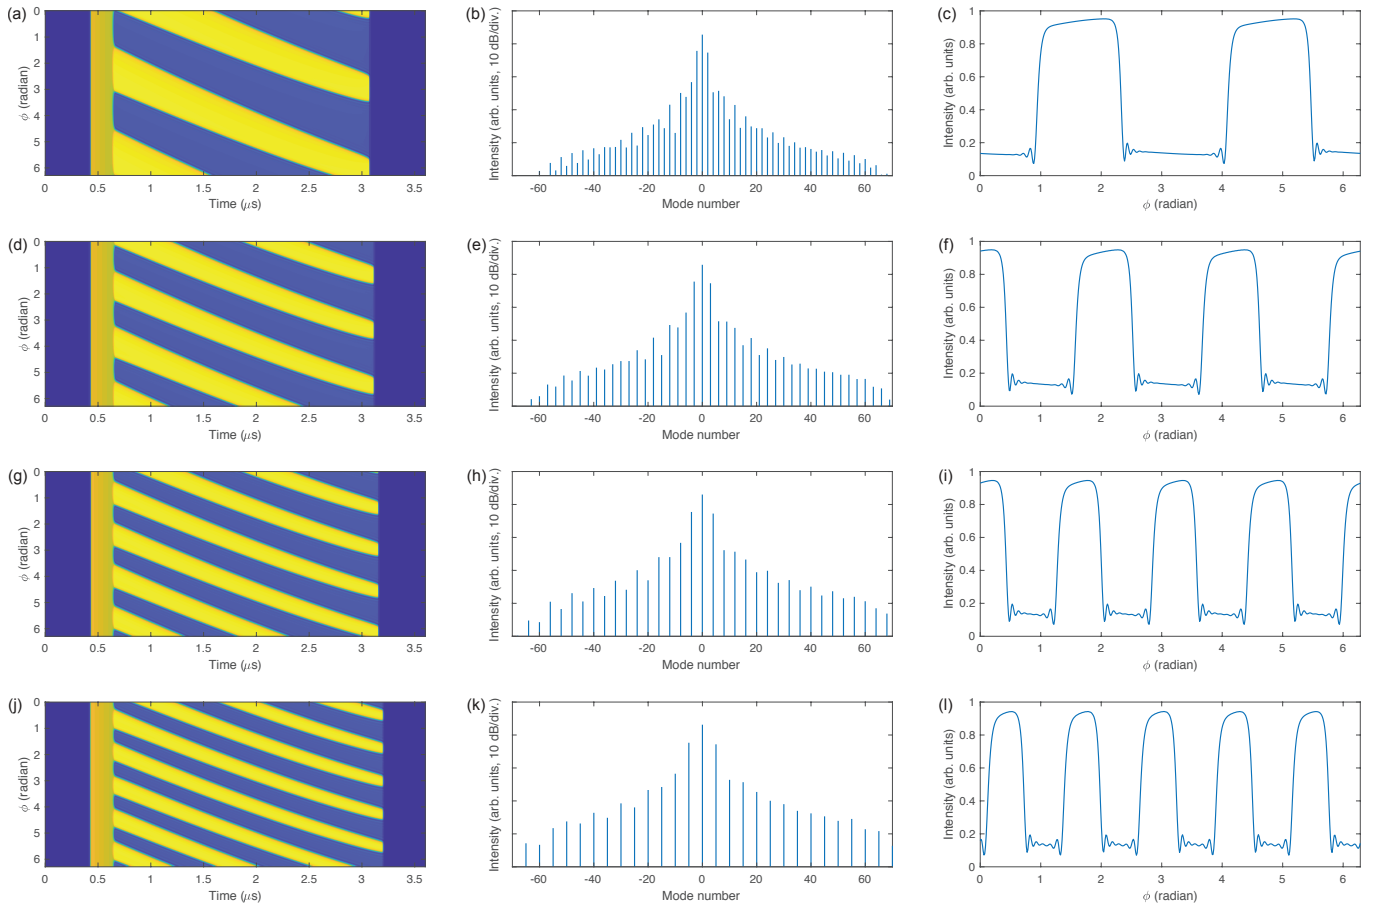 (a)
0
1
2
3
4
5
6
ϕ (radian)
0 0.5 1 1.5 2 2.5 3 3.5
Time (μs)
(b)
Intensity (arb. units, 10 dB/div.)
-60 -40 -20 0 20 40 60
Mode number
(c)
1
0.8
0.6
0.4
0.2
0
Intensity (arb. units)
0 1 2 3 4 5 6
ϕ (radian)
(d)
0
1
2
3
4
5
6
ϕ (radian)
0 0.5 1 1.5 2 2.5 3 3.5
Time (μs)
(e)
Intensity (arb. units, 10 dB/div.)
-60 -40 -20 0 20 40 60
Mode number
(f)
1
0.8
0.6
0.4
0.2
0
Intensity (arb. units)
0 1 2 3 4 5 6
ϕ (radian)
(g)
0
1
2
3
4
5
6
ϕ (radian)
0 0.5 1 1.5 2 2.5 3 3.5
Time (μs)
(h)
Intensity (arb. units, 10 dB/div.)
-60 -40 -20 0 20 40 60
Mode number
(i)
1
0.8
0.6
0.4
0.2
0
Intensity (arb. units)
0 1 2 3 4 5 6
ϕ (radian)
(j)
0
1
2
3
4
5
6
ϕ (radian)
0 0.5 1 1.5 2 2.5 3 3.5
Time (μs)
(k)
Intensity (arb. units, 10 dB/div.)
-60 -40 -20 0 20 40 60
Mode number
(l)
1
0.8
0.6
0.4
0.2
0
Intensity (arb. units)
0 1 2 3 4 5 6
ϕ (radian)